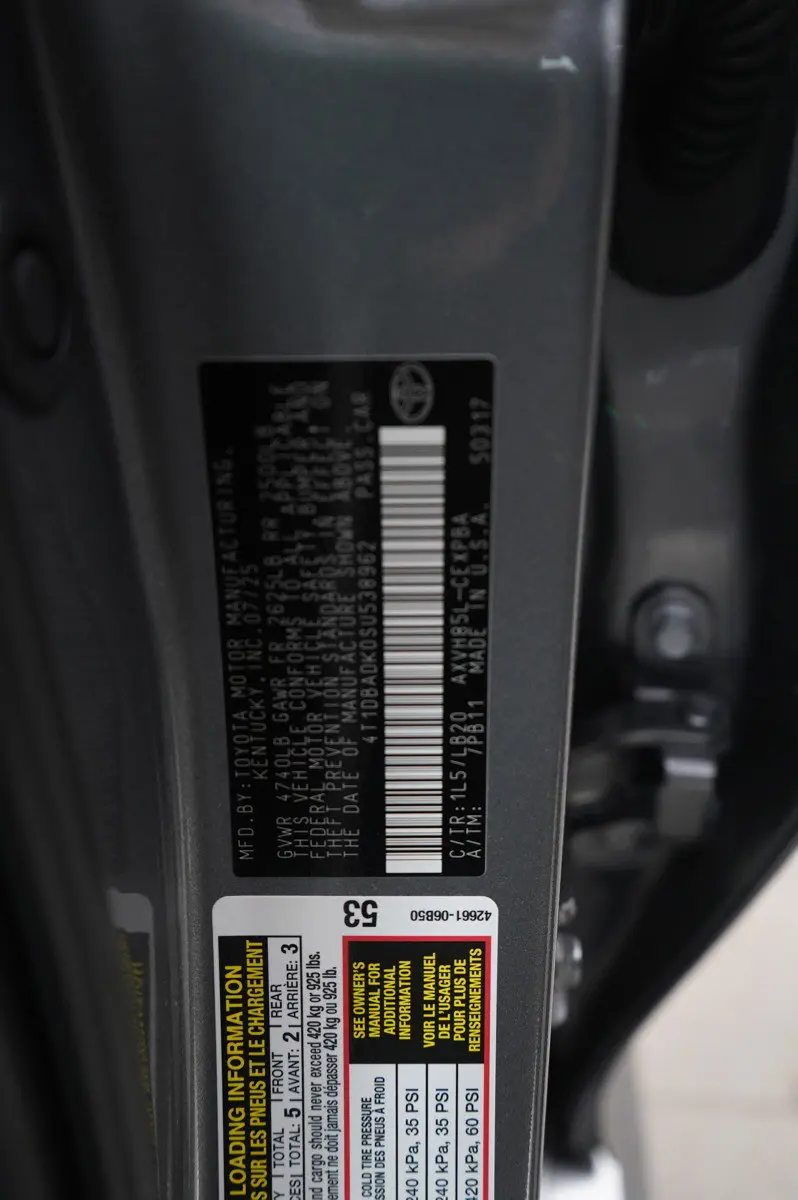 MFD. BY: TOYOTA MOTOR MANUFACTURING,
KENTUCKY, INC. 07/25
GVWR 4740LB GAWR FR 2625LB RR 2500LB
THIS VEHICLE CONFORMS TO ALL APPLICABLE
FEDERAL MOTOR VEHICLE SAFETY BUMPER AND
THEFT PREVENTION STANDARDS IN EFFECT ON
THE DATE OF MANUFACTURE SHOWN ABOVE.
4T1DBADK0SU538962 PASS CAR
C/TR: 1L5/LB20 AXVH85L-CEXPBA
A/TM: 7PB11 MADE IN U.S.A. 50317
53
42661-06B50
LOADING INFORMATION
S SUR LES PNEUS ET LE CHARGEMENT
Y TOTAL FRONT REAR
CES TOTAL: 5 AVANT: 2 ARRIÈRE: 3
nd cargo should never exceed 420 kg or 925 lbs.
ement ne doit jamais dépasser 420 kg ou 925 lb.
COLD TIRE PRESSURE
SSION DES PNEUS À FROID
240 kPa, 35 PSI
240 kPa, 35 PSI
420 kPa, 60 PSI
SEE OWNER'S
MANUAL FOR
ADDITIONAL
INFORMATION
VOIR LE MANUEL
DE L'USAGER
POUR PLUS DE
RENSEIGNEMENTS